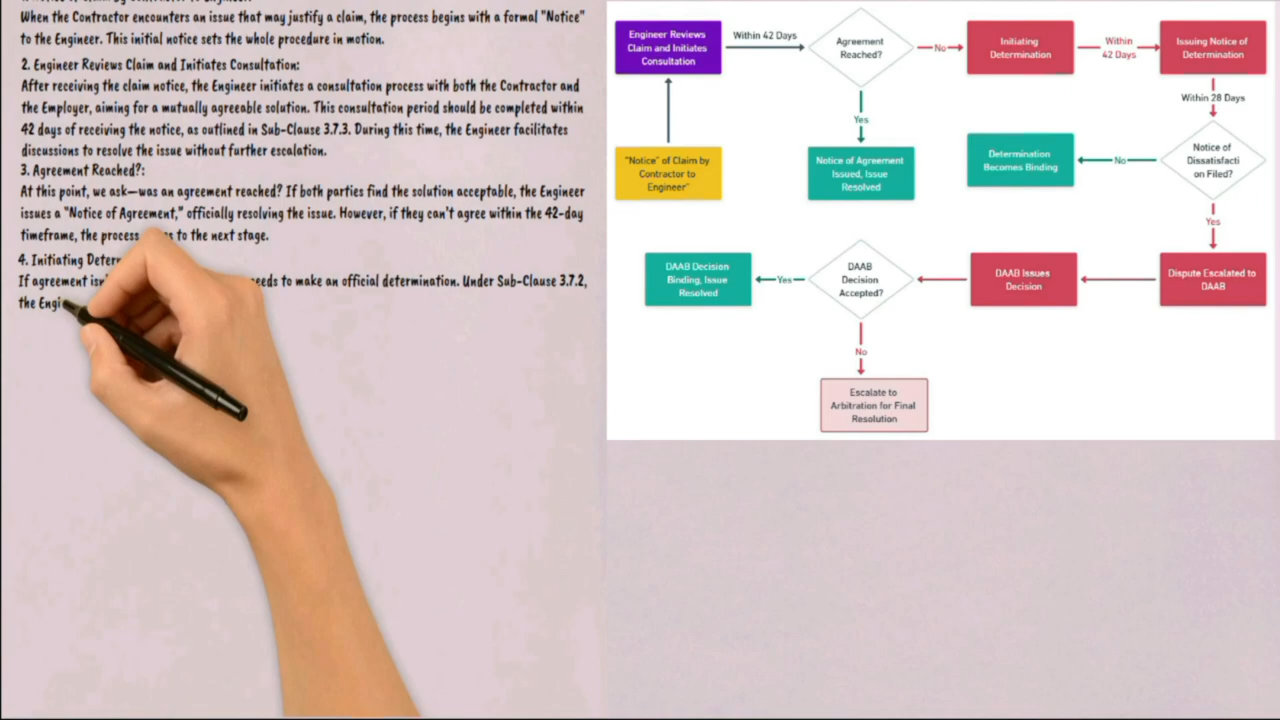 When the Contractor encounters an issue that may justify a claim, the process begins with a formal "Notice"
to the Engineer. This initial notice sets the whole procedure in motion.
2. Engineer Reviews Claim and Initiates Consultation:
After receiving the claim notice, the Engineer initiates a consultation process with both the Contractor and
the Employer, aiming for a mutually agreeable solution. This consultation period should be completed within
42 days of receiving the notice, as outlined in Sub-Clause 3.7.3. During this time, the Engineer facilitates
discussions to resolve the issue without further escalation.
3. Agreement Reached?:
At this point, we ask—was an agreement reached? If both parties find the solution acceptable, the Engineer
issues a "Notice of Agreement," officially resolving the issue. However, if they can't agree within the 42-day
timeframe, the process to the next stage.
4. Initiating
If agreement to make an official determination. Under Sub-Clause 3.7.2,
the
Engineer Reviews
Claim and Initiates
Consultation
Within 42 Days
Agreement
Reached?
No
Initiating
Determination
Within
42 Days
Issuing Notice of
Determination
Within 28 Days
Yes
"Notice" of Claim by
Contractor to
Engineer"
Notice of Agreement
Issued, Issue
Resolved
Determination
Becomes Binding
No
Notice of
Dissatisfacti
on Filed?
Yes
DAAB Decision
Binding, Issue
Resolved
Yes
DAAB
Decision
Accepted?
DAAB Issues
Decision
Dispute Escalated to
DAAB
No
Escalate to
Arbitration for Final
Resolution